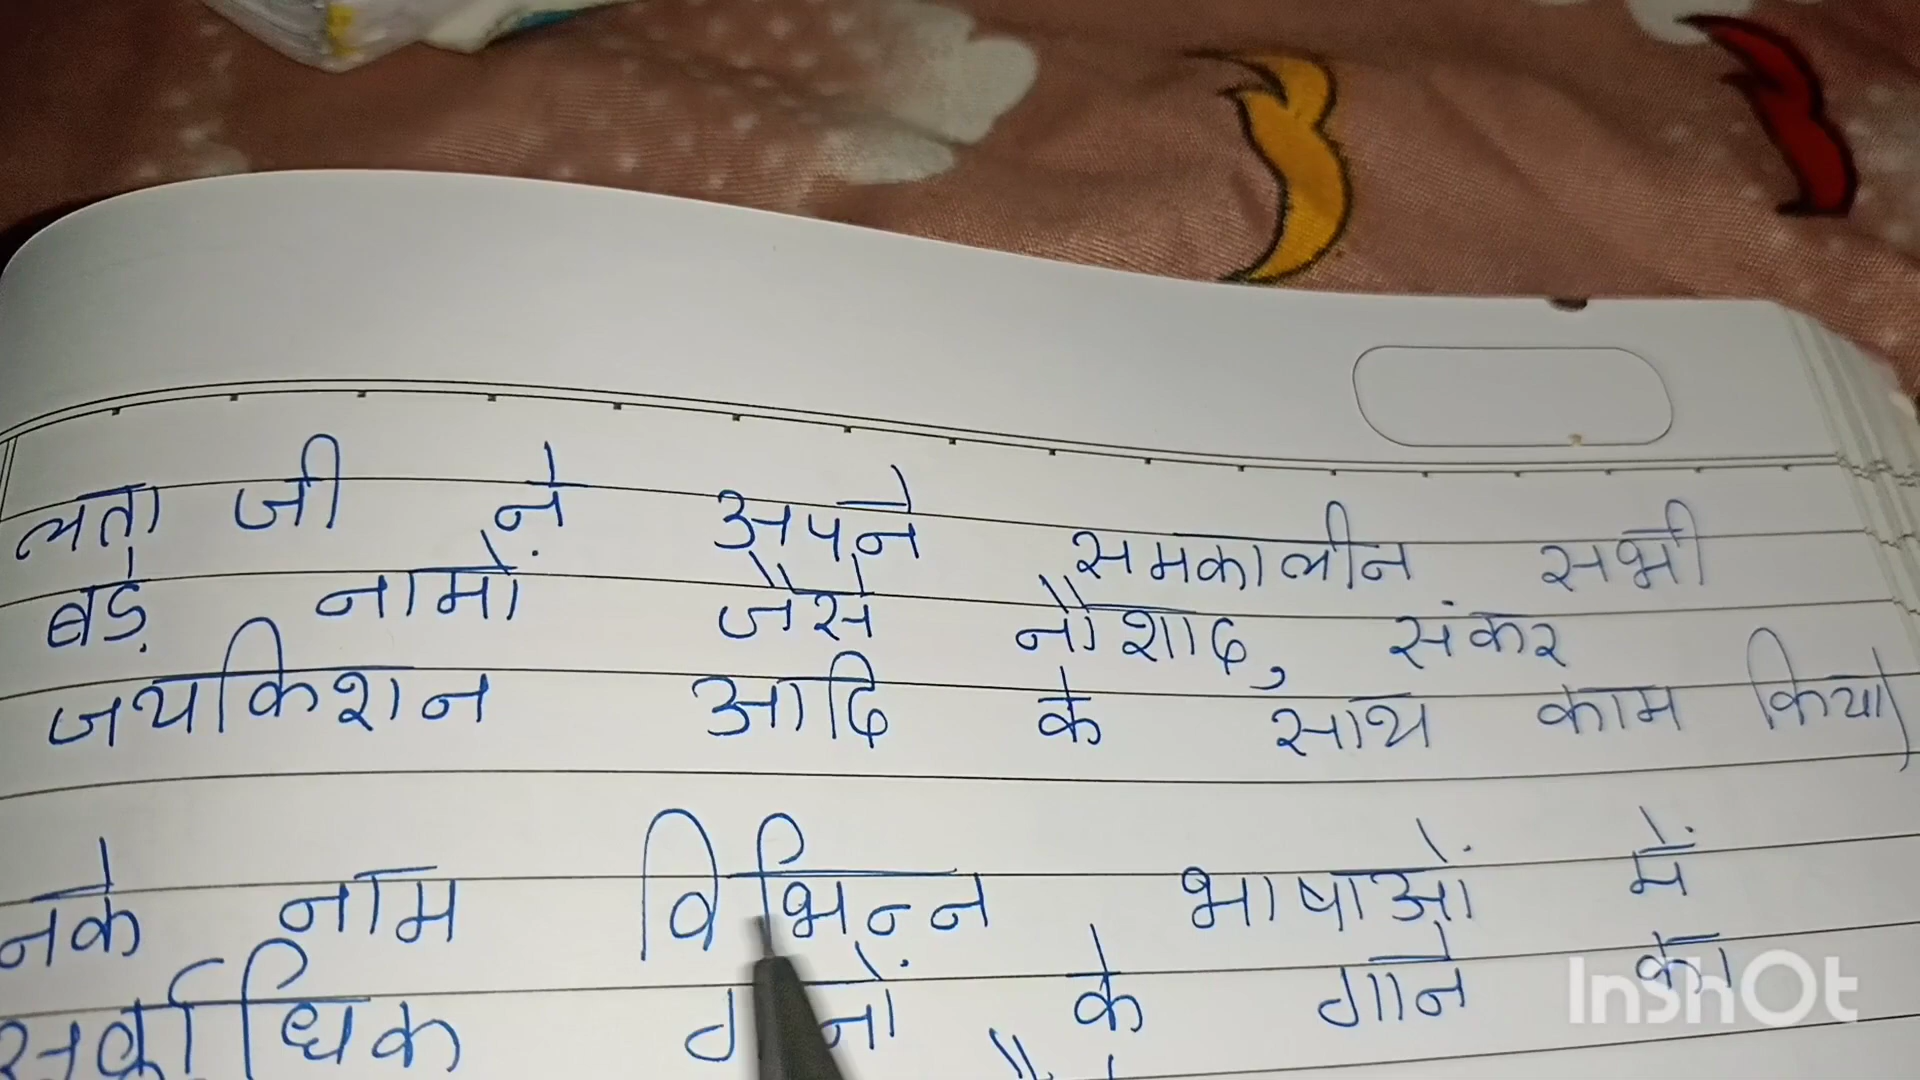 लता जी ने अपने समकालीन सभी
बड़े नामों जैसे नौशाद, संकर
जयकिशन आदि के साथ काम किया
नके नाम विभिन्न भाषाओं में
सर्वाधिक के गाने का
InShOt